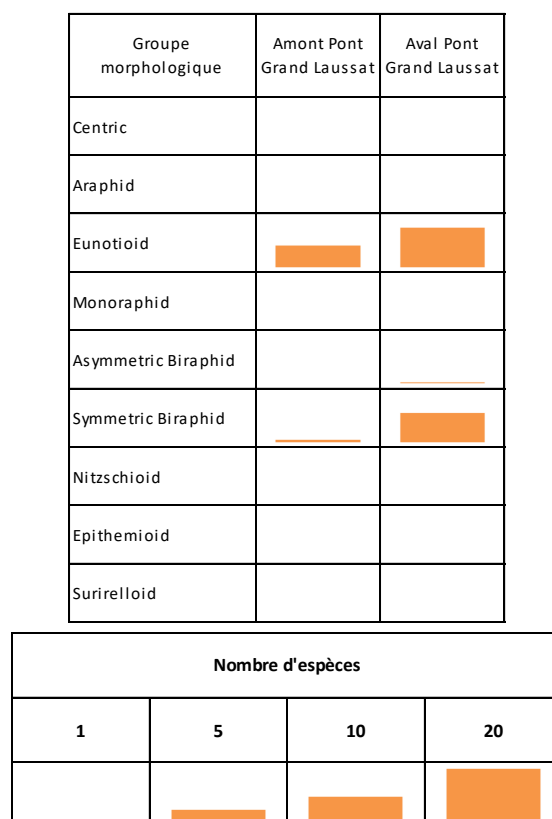 Groupe morphologique
Amont Pont Grand Laussat
Aval Pont Grand Laussat
Centric
Araphid
Eunotioid
Monoraphid
Asymmetric Biraphid
Symmetric Biraphid
Nitzschioid
Epithemioid
Surirelloid
Nombre d'espèces
1 5 10 20